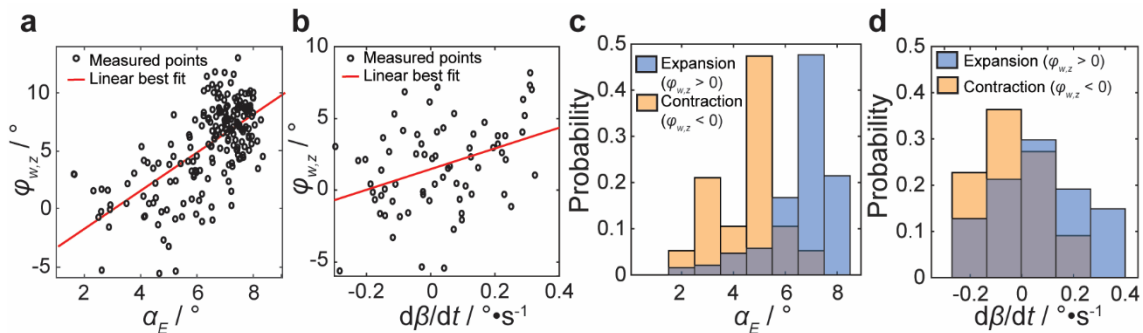 a
Measured points
Linear best fit
φw,z / °
10
5
0
-5
2 4 6 8
αE / °
b
Measured points
Linear best fit
φw,z / °
10
5
0
-5
-0.2 0 0.2 0.4
dβ/dt / °•s-1
c
Expansion
(φw,z > 0)
Contraction
(φw,z < 0)
Probability
0.5
0.4
0.3
0.2
0.1
0
2 4 6 8
αE / °
d
Expansion (φw,z > 0)
Contraction (φw,z < 0)
Probability
0.5
0.4
0.3
0.2
0.1
0
-0.2 0 0.2 0.4
dβ/dt / °•s-1